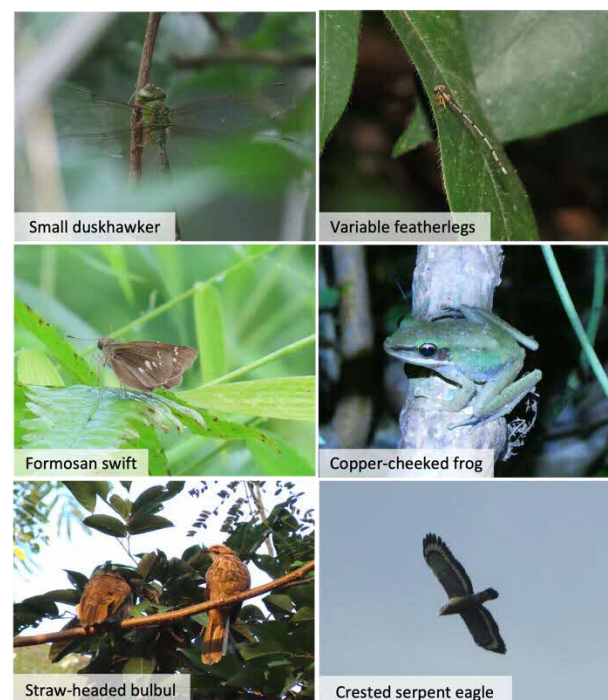 Small duskhawker
Variable featherlegs
Formosan swift
Copper-cheeked frog
Straw-headed bulbul
Crested serpent eagle